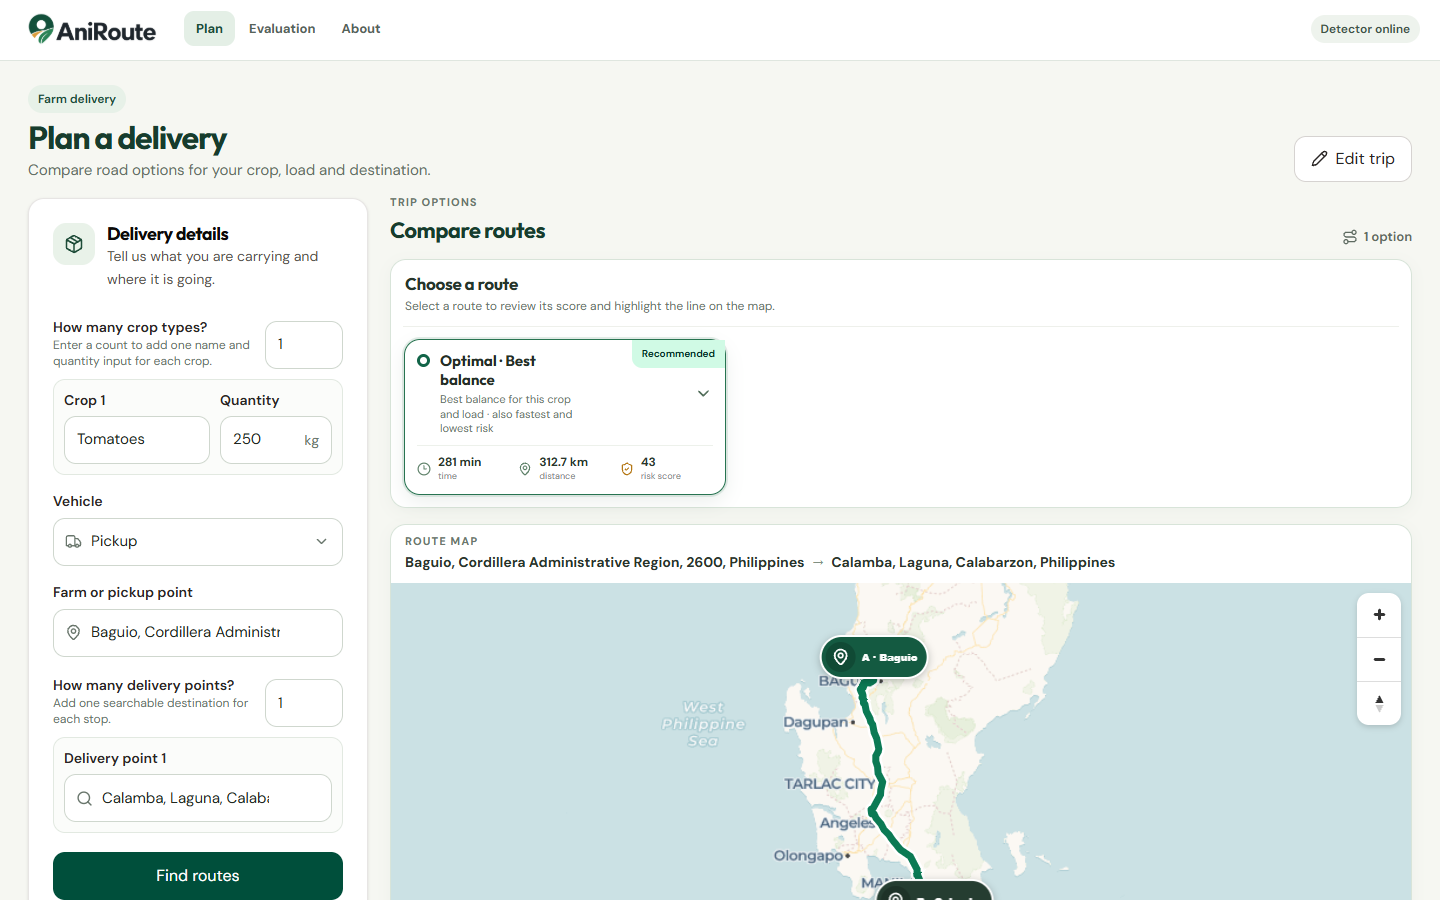 AniRoute
Plan
Evaluation
About
Detector online
Farm delivery
Plan a delivery
Compare road options for your crop, load and destination.
Edit trip
Delivery details
Tell us what you are carrying and
where it is going.
How many crop types?
Enter a count to add one name and
quantity input for each crop.
1
Crop 1
Quantity
Tomatoes
250
kg
Vehicle
Pickup
Farm or pickup point
Baguio, Cordillera Administr
How many delivery points?
Add one searchable destination for
each stop.
1
Delivery point 1
Calamba, Laguna, Calaba
Find routes
TRIP OPTIONS
Compare routes
1 option
Choose a route
Select a route to review its score and highlight the line on the map.
Recommended
Optimal · Best
balance
Best balance for this crop
and load · also fastest and
lowest risk
281 min
time
312.7 km
distance
43
risk score
ROUTE MAP
Baguio, Cordillera Administrative Region, 2600, Philippines → Calamba, Laguna, Calabarzon, Philippines
A · Baguio
West
Philippine
Sea
Dagupan
TARLAC CITY
Angeles
Olongapo